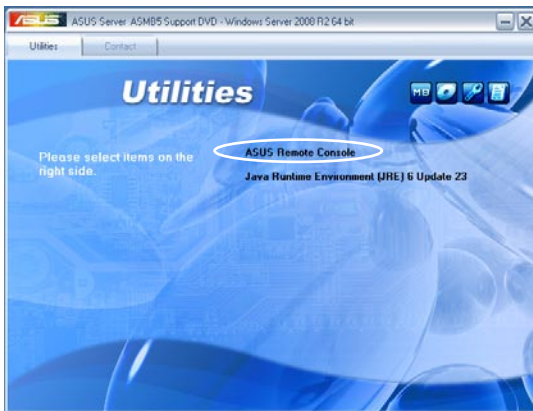 ASUS ASUS Server ASMB5 Support DVD - Windows Server 2008 R2 64 bit
Utilities Contact
Utilities
MB
Please select items on the
right side.
ASUS Remote Console
Java Runtime Environment (JRE) 6 Update 23